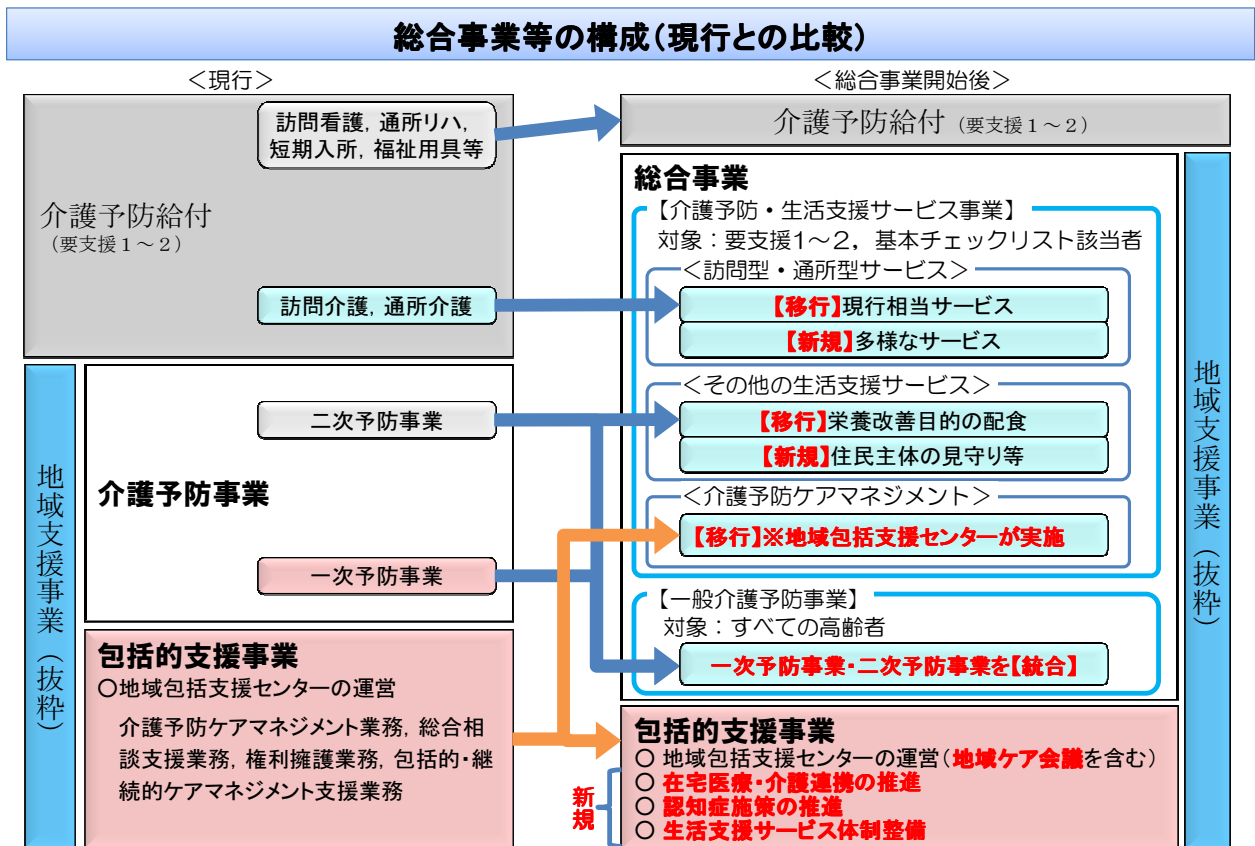 総合事業等の構成(現行との比較)
＜現行＞
訪問看護，通所リハ，
短期入所，福祉用具等
介護予防給付
（要支援１～２）
訪問介護，通所介護
地域支援事業（抜粋）
二次予防事業
介護予防事業
一次予防事業
包括的支援事業
○地域包括支援センターの運営
介護予防ケアマネジメント業務，総合相
談支援業務，権利擁護業務，包括的・継
続的ケアマネジメント支援業務
＜総合事業開始後＞
介護予防給付（要支援１～２）
総合事業
【介護予防・生活支援サービス事業】
対象：要支援1～2，基本チェックリスト該当者
＜訪問型・通所型サービス＞
【移行】現行相当サービス
【新規】多様なサービス
＜その他の生活支援サービス＞
【移行】栄養改善目的の配食
【新規】住民主体の見守り等
＜介護予防ケアマネジメント＞
【移行】※地域包括支援センターが実施
【一般介護予防事業】
対象：すべての高齢者
一次予防事業・二次予防事業を【統合】
包括的支援事業
○ 地域包括支援センターの運営（地域ケア会議を含む）
新規
○ 在宅医療・介護連携の推進
○ 認知症施策の推進
○ 生活支援サービス体制整備
地域支援事業（抜粋）